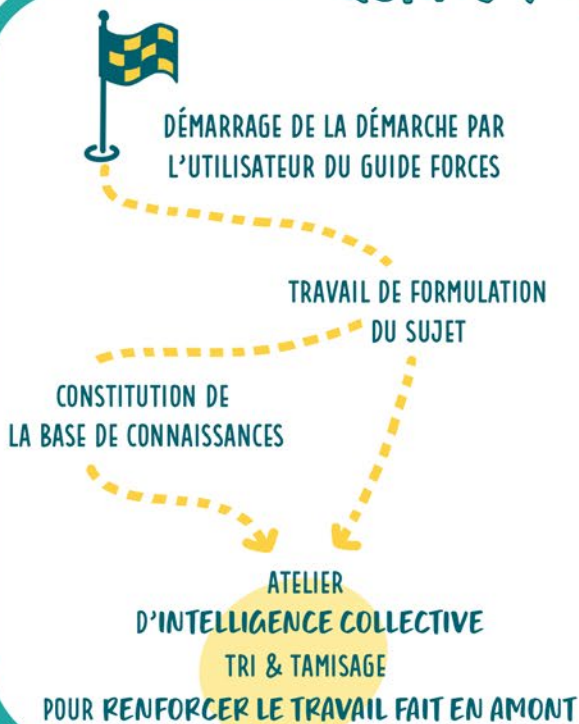 DÉMARRAGE DE LA DÉMARCHE PAR
L'UTILISATEUR DU GUIDE FORCES
TRAVAIL DE FORMULATION
DU SUJET
CONSTITUTION DE
LA BASE DE CONNAISSANCES
ATELIER
D'INTELLIGENCE COLLECTIVE
TRI & TAMISAGE
POUR RENFORCER LE TRAVAIL FAIT EN AMONT